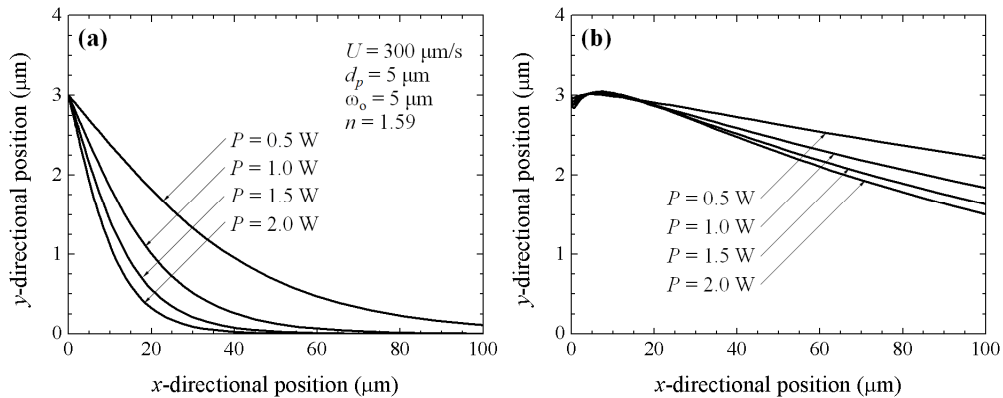 (a)
U = 300 μm/s
dₚ = 5 μm
ωₒ = 5 μm
n = 1.59
P = 0.5 W
P = 1.0 W
P = 1.5 W
P = 2.0 W
y-directional position (μm)
4
3
2
1
0
0 20 40 60 80 100
x-directional position (μm)
(b)
P = 0.5 W
P = 1.0 W
P = 1.5 W
P = 2.0 W
y-directional position (μm)
4
3
2
1
0
0 20 40 60 80 100
x-directional position (μm)